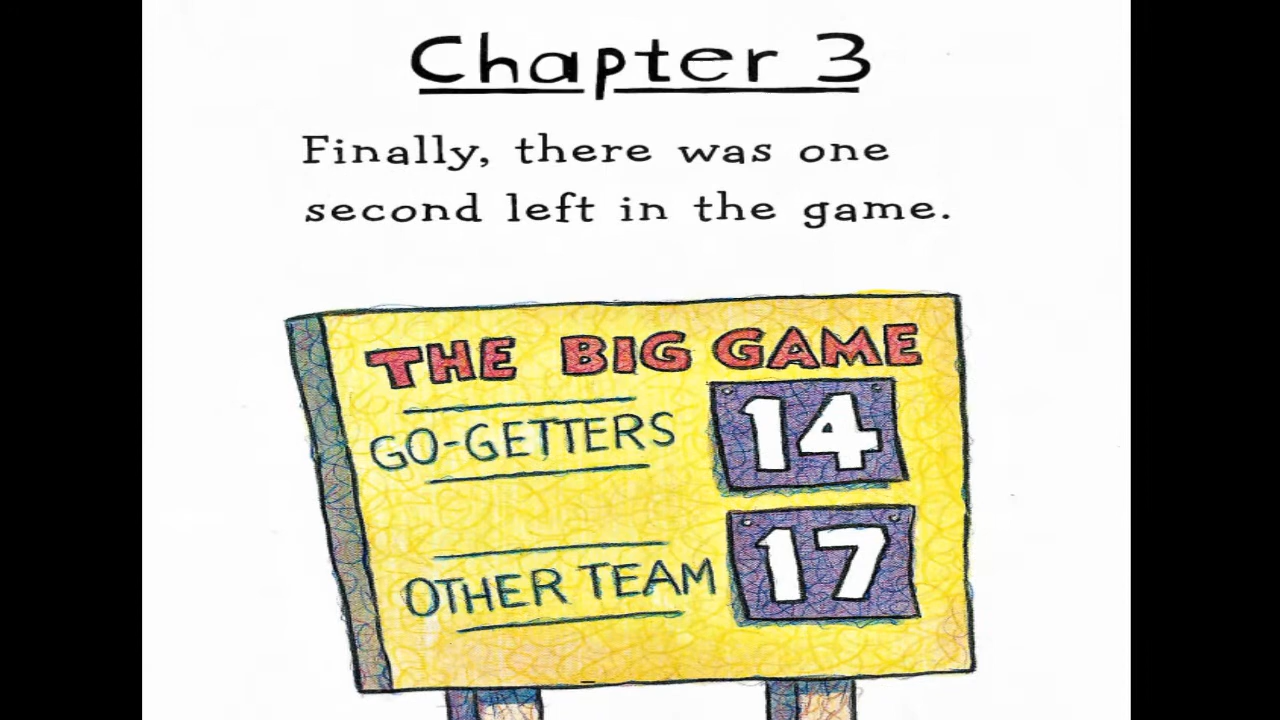 Chapter 3
Finally, there was one
second left in the game.
THE BIG GAME
GO-GETTERS 14
OTHER TEAM 17